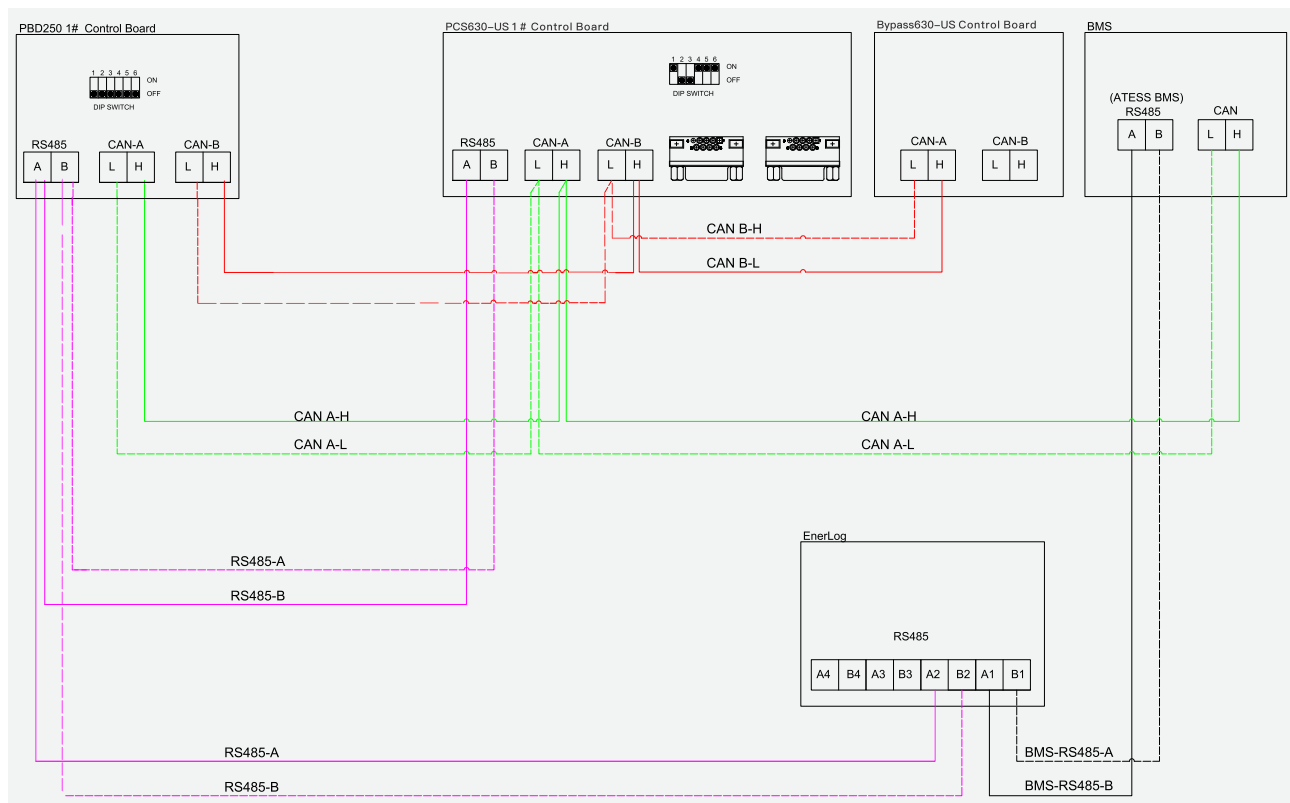 PBD250 1# Control Board
PCS630-US 1 # Control Board
Bypass630-US Control Board
BMS
1 2 3 4 5 6
ON
OFF
DIP SWITCH
1 2 3 4 5 6
ON
OFF
DIP SWITCH
(ATESS BMS)
RS485
CAN
A B
L H
RS485
CAN-A
CAN-B
A B
L H
L H
RS485
CAN-A
CAN-B
A B
L H
L H
CAN-A
CAN-B
L H
L H
CAN B-H
CAN B-L
CAN A-H
CAN A-H
CAN A-L
CAN A-L
EnerLog
RS485-A
RS485-B
RS485
A4 B4 A3 B3 A2 B2 A1 B1
RS485-A
BMS-RS485-A
RS485-B
BMS-RS485-B